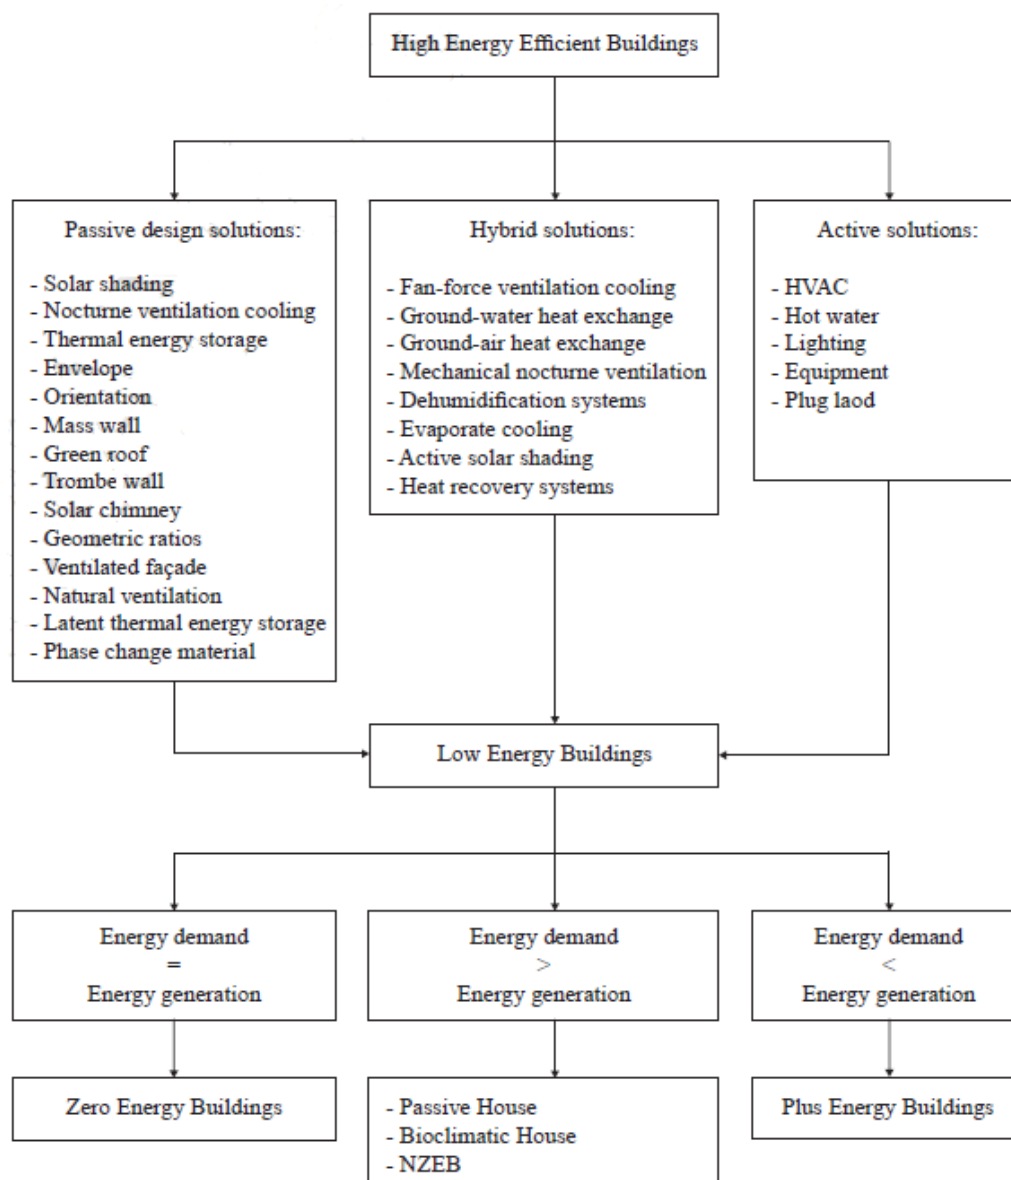 High Energy Efficient Buildings
Passive design solutions:
- Solar shading
- Nocturne ventilation cooling
- Thermal energy storage
- Envelope
- Orientation
- Mass wall
- Green roof
- Trombe wall
- Solar chimney
- Geometric ratios
- Ventilated façade
- Natural ventilation
- Latent thermal energy storage
- Phase change material
Hybrid solutions:
- Fan-force ventilation cooling
- Ground-water heat exchange
- Ground-air heat exchange
- Mechanical nocturne ventilation
- Dehumidification systems
- Evaporate cooling
- Active solar shading
- Heat recovery systems
Active solutions:
- HVAC
- Hot water
- Lighting
- Equipment
- Plug laod
Low Energy Buildings
Energy demand
=
Energy generation
Energy demand
>
Energy generation
Energy demand
<
Energy generation
Zero Energy Buildings
- Passive House
- Bioclimatic House
- NZEB
Plus Energy Buildings